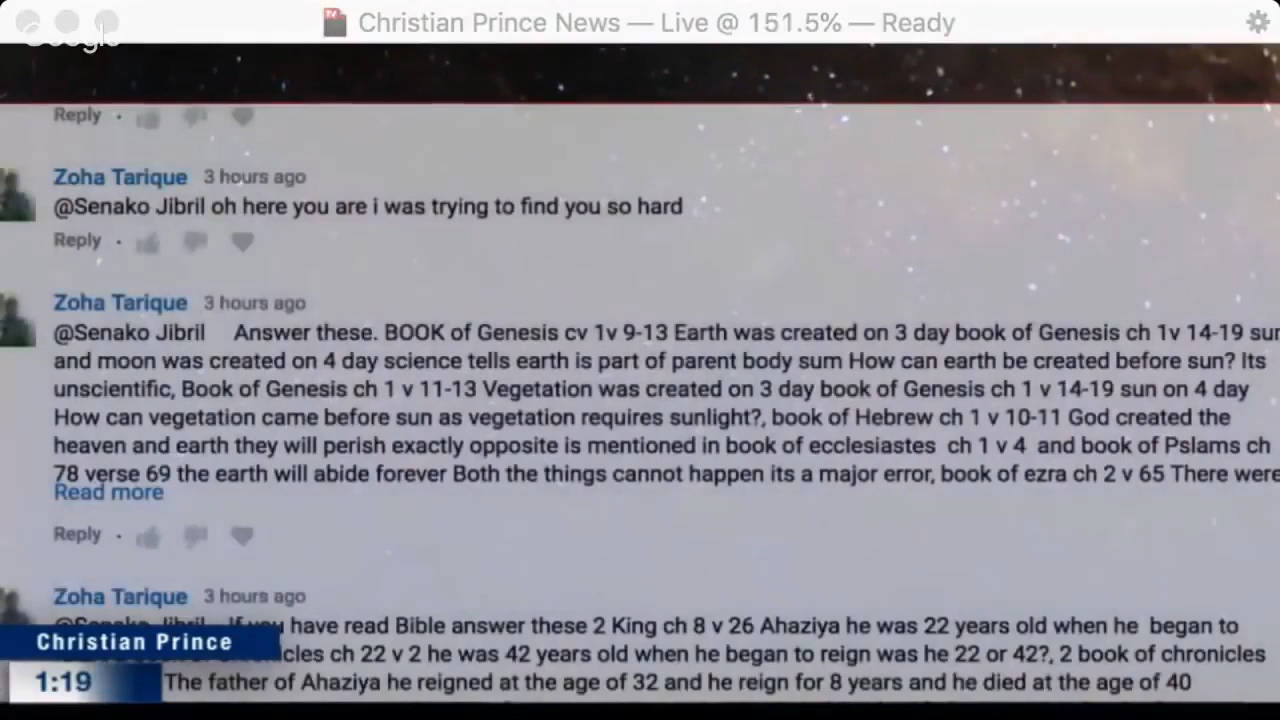 Google
Christian Prince News — Live @ 151.5% — Ready
Reply ·
Zoha Tarique 3 hours ago
@Senako Jibril oh here you are i was trying to find you so hard
Reply ·
Zoha Tarique 3 hours ago
@Senako Jibril Answer these. BOOK of Genesis cv 1v 9-13 Earth was created on 3 day book of Genesis ch 1v 14-19 sun
and moon was created on 4 day science tells earth is part of parent body sum How can earth be created before sun? Its
unscientific, Book of Genesis ch 1 v 11-13 Vegetation was created on 3 day book of Genesis ch 1 v 14-19 sun on 4 day
How can vegetation came before sun as vegetation requires sunlight?, book of Hebrew ch 1 v 10-11 God created the
heaven and earth they will perish exactly opposite is mentioned in book of ecclesiastes ch 1 v 4 and book of Pslams ch
78 verse 69 the earth will abide forever Both the things cannot happen its a major error, book of ezra ch 2 v 65 There were
Read more
Reply ·
Zoha Tarique 3 hours ago
@Senako Jibril If you have read Bible answer these 2 King ch 8 v 26 Ahaziya he was 22 years old when he began to
ch 22 v 2 he was 42 years old when he began to reign was he 22 or 42?, 2 book of chronicles
The father of Ahaziya he reigned at the age of 32 and he reign for 8 years and he died at the age of 40
Christian Prince
1:19